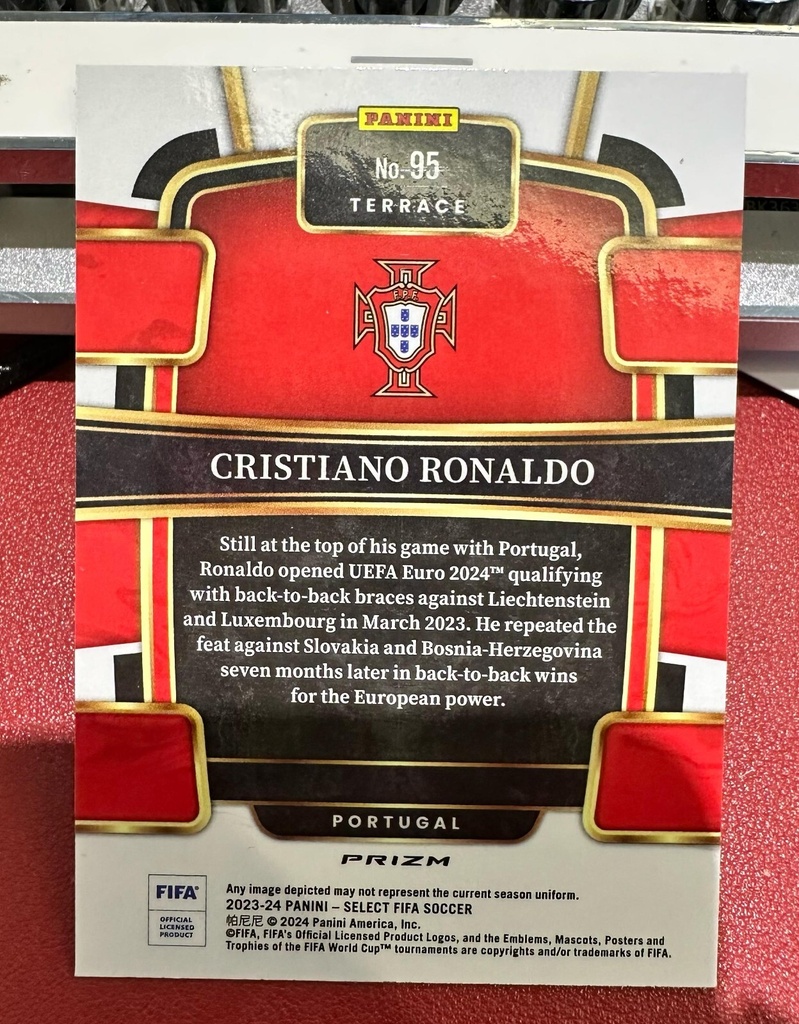 PANINI
No. 95
TERRACE
F.P.F.
CRISTIANO RONALDO
Still at the top of his game with Portugal,
Ronaldo opened UEFA Euro 2024™ qualifying
with back-to-back braces against Liechtenstein
and Luxembourg in March 2023. He repeated the
feat against Slovakia and Bosnia-Herzegovina
seven months later in back-to-back wins
for the European power.
PORTUGAL
PRIZM
FIFA®
OFFICIAL
LICENSED
PRODUCT
Any image depicted may not represent the current season uniform.
2023-24 PANINI – SELECT FIFA SOCCER
帕尼尼 © 2024 Panini America, Inc.
©FIFA, FIFA's Official Licensed Product Logos, and the Emblems, Mascots, Posters and
Trophies of the FIFA World Cup™ tournaments are copyrights and/or trademarks of FIFA.